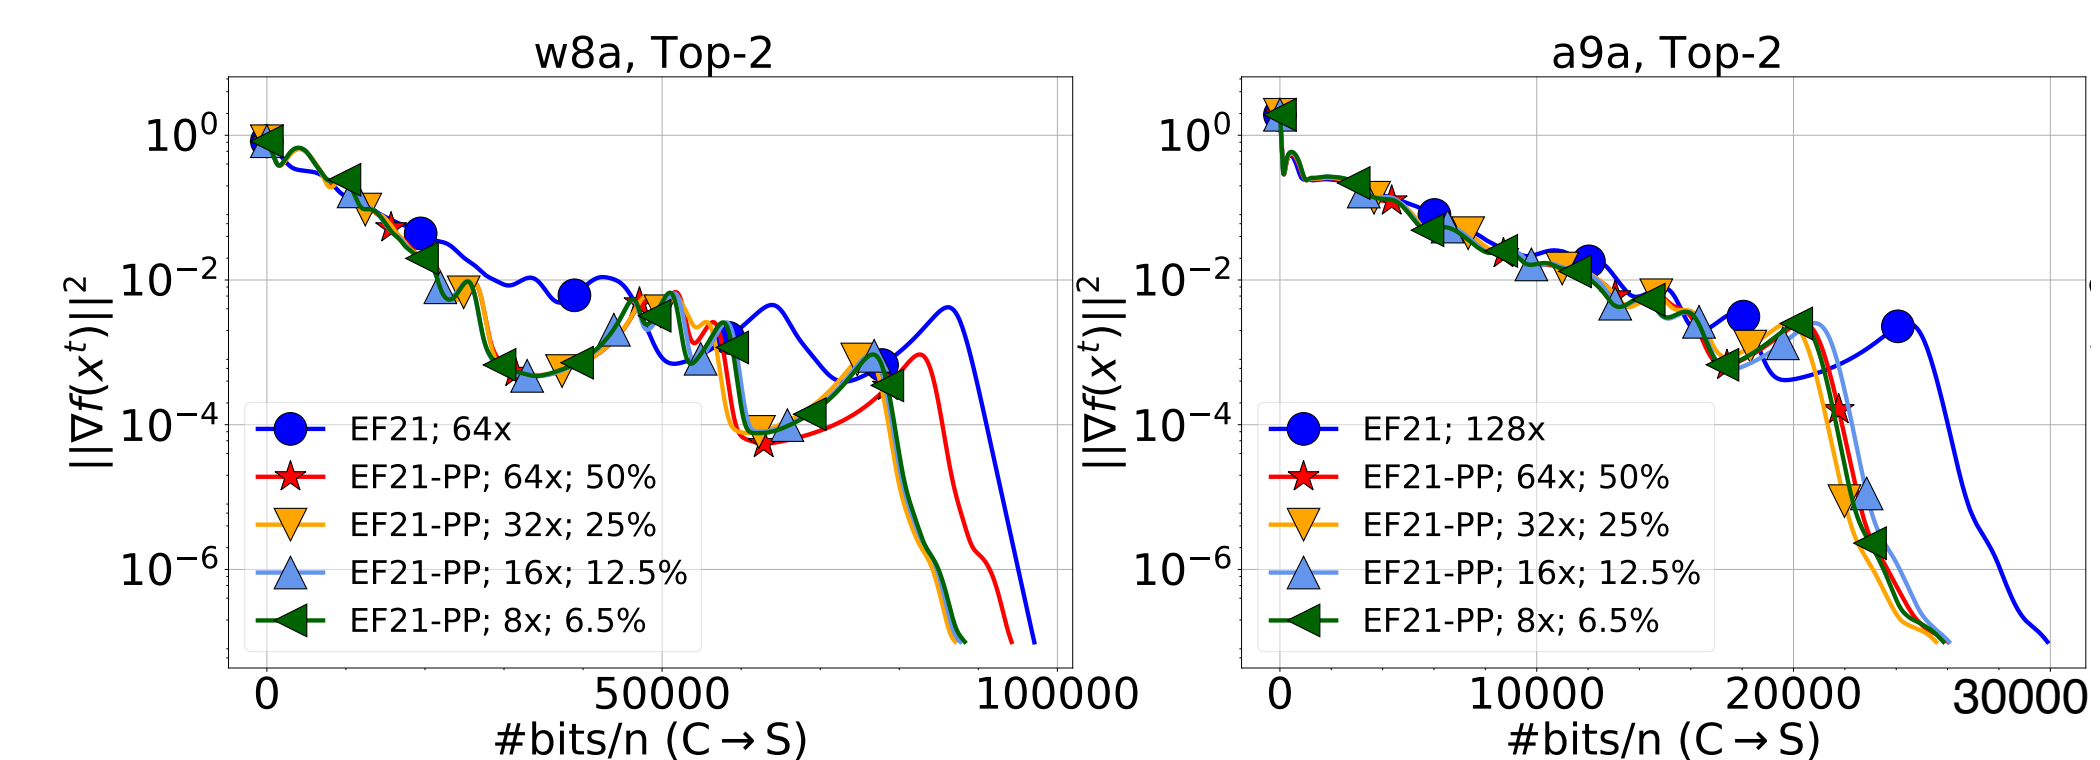 w8a, Top-2
||∇f(x^t)||^2
10^0
10^−2
10^−4
10^−6
EF21; 64x
EF21-PP; 64x; 50%
EF21-PP; 32x; 25%
EF21-PP; 16x; 12.5%
EF21-PP; 8x; 6.5%
0 50000 100000
#bits/n (C→S)
a9a, Top-2
||∇f(x^t)||^2
10^0
10^−2
10^−4
10^−6
EF21; 128x
EF21-PP; 64x; 50%
EF21-PP; 32x; 25%
EF21-PP; 16x; 12.5%
EF21-PP; 8x; 6.5%
0 10000 20000 30000
#bits/n (C→S)